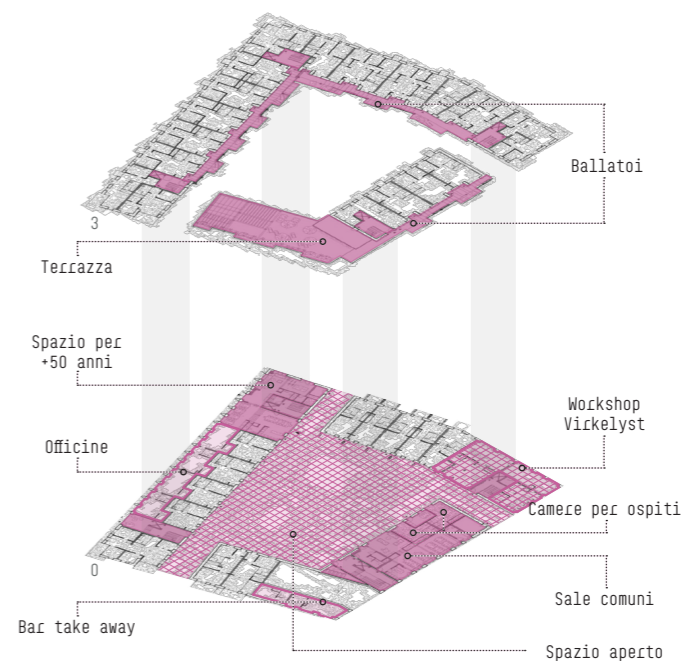 Ballatoi
3
Terrazza
Spazio per
+50 anni
Workshop
Virkelyst
Officine
Camere per ospiti
0
Sale comuni
Bar take away
Spazio aperto